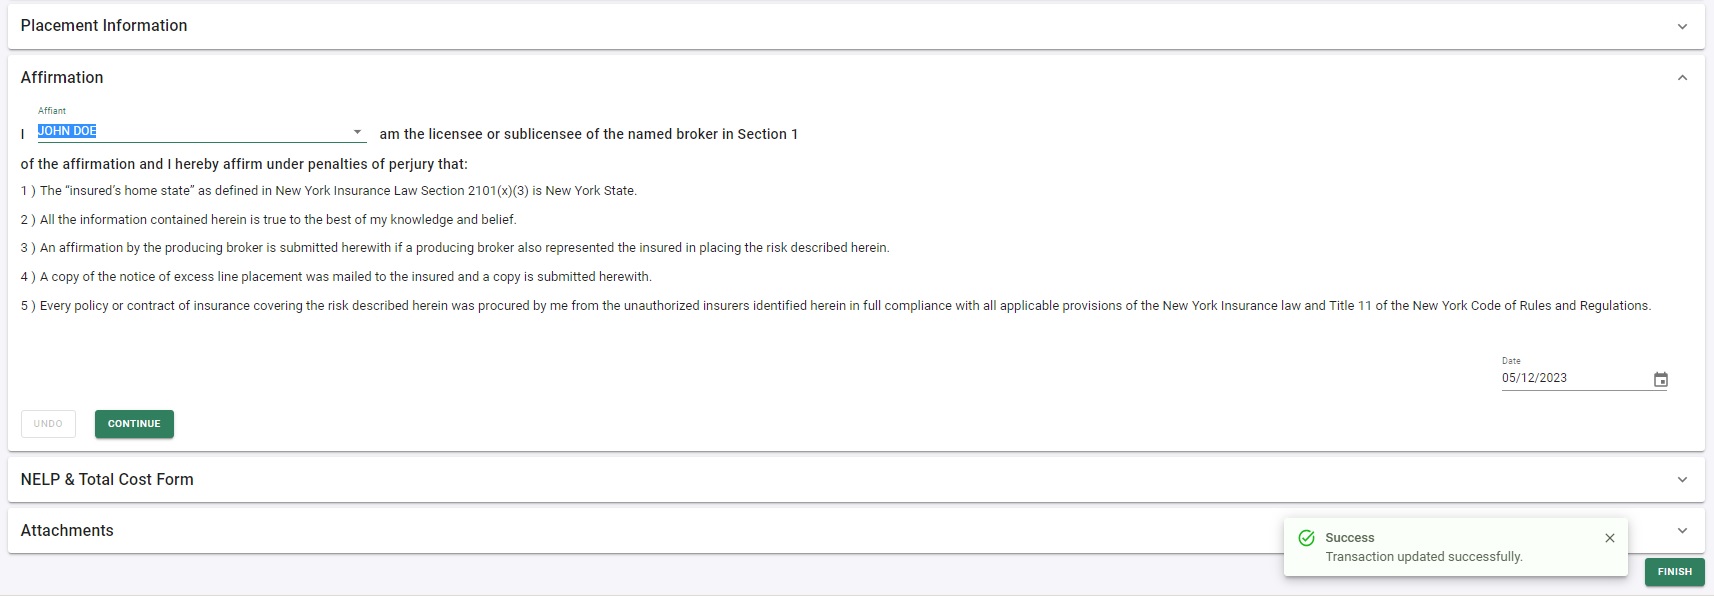 Placement Information
Affirmation
Affiant
I JOHN DOE am the licensee or sublicensee of the named broker in Section 1
of the affirmation and I hereby affirm under penalties of perjury that:
1 ) The “insured’s home state” as defined in New York Insurance Law Section 2101(x)(3) is New York State.
2 ) All the information contained herein is true to the best of my knowledge and belief.
3 ) An affirmation by the producing broker is submitted herewith if a producing broker also represented the insured in placing the risk described herein.
4 ) A copy of the notice of excess line placement was mailed to the insured and a copy is submitted herewith.
5 ) Every policy or contract of insurance covering the risk described herein was procured by me from the unauthorized insurers identified herein in full compliance with all applicable provisions of the New York Insurance law and Title 11 of the New York Code of Rules and Regulations.
Date
05/12/2023
UNDO CONTINUE
NELP & Total Cost Form
Attachments
Success
Transaction updated successfully.
FINISH